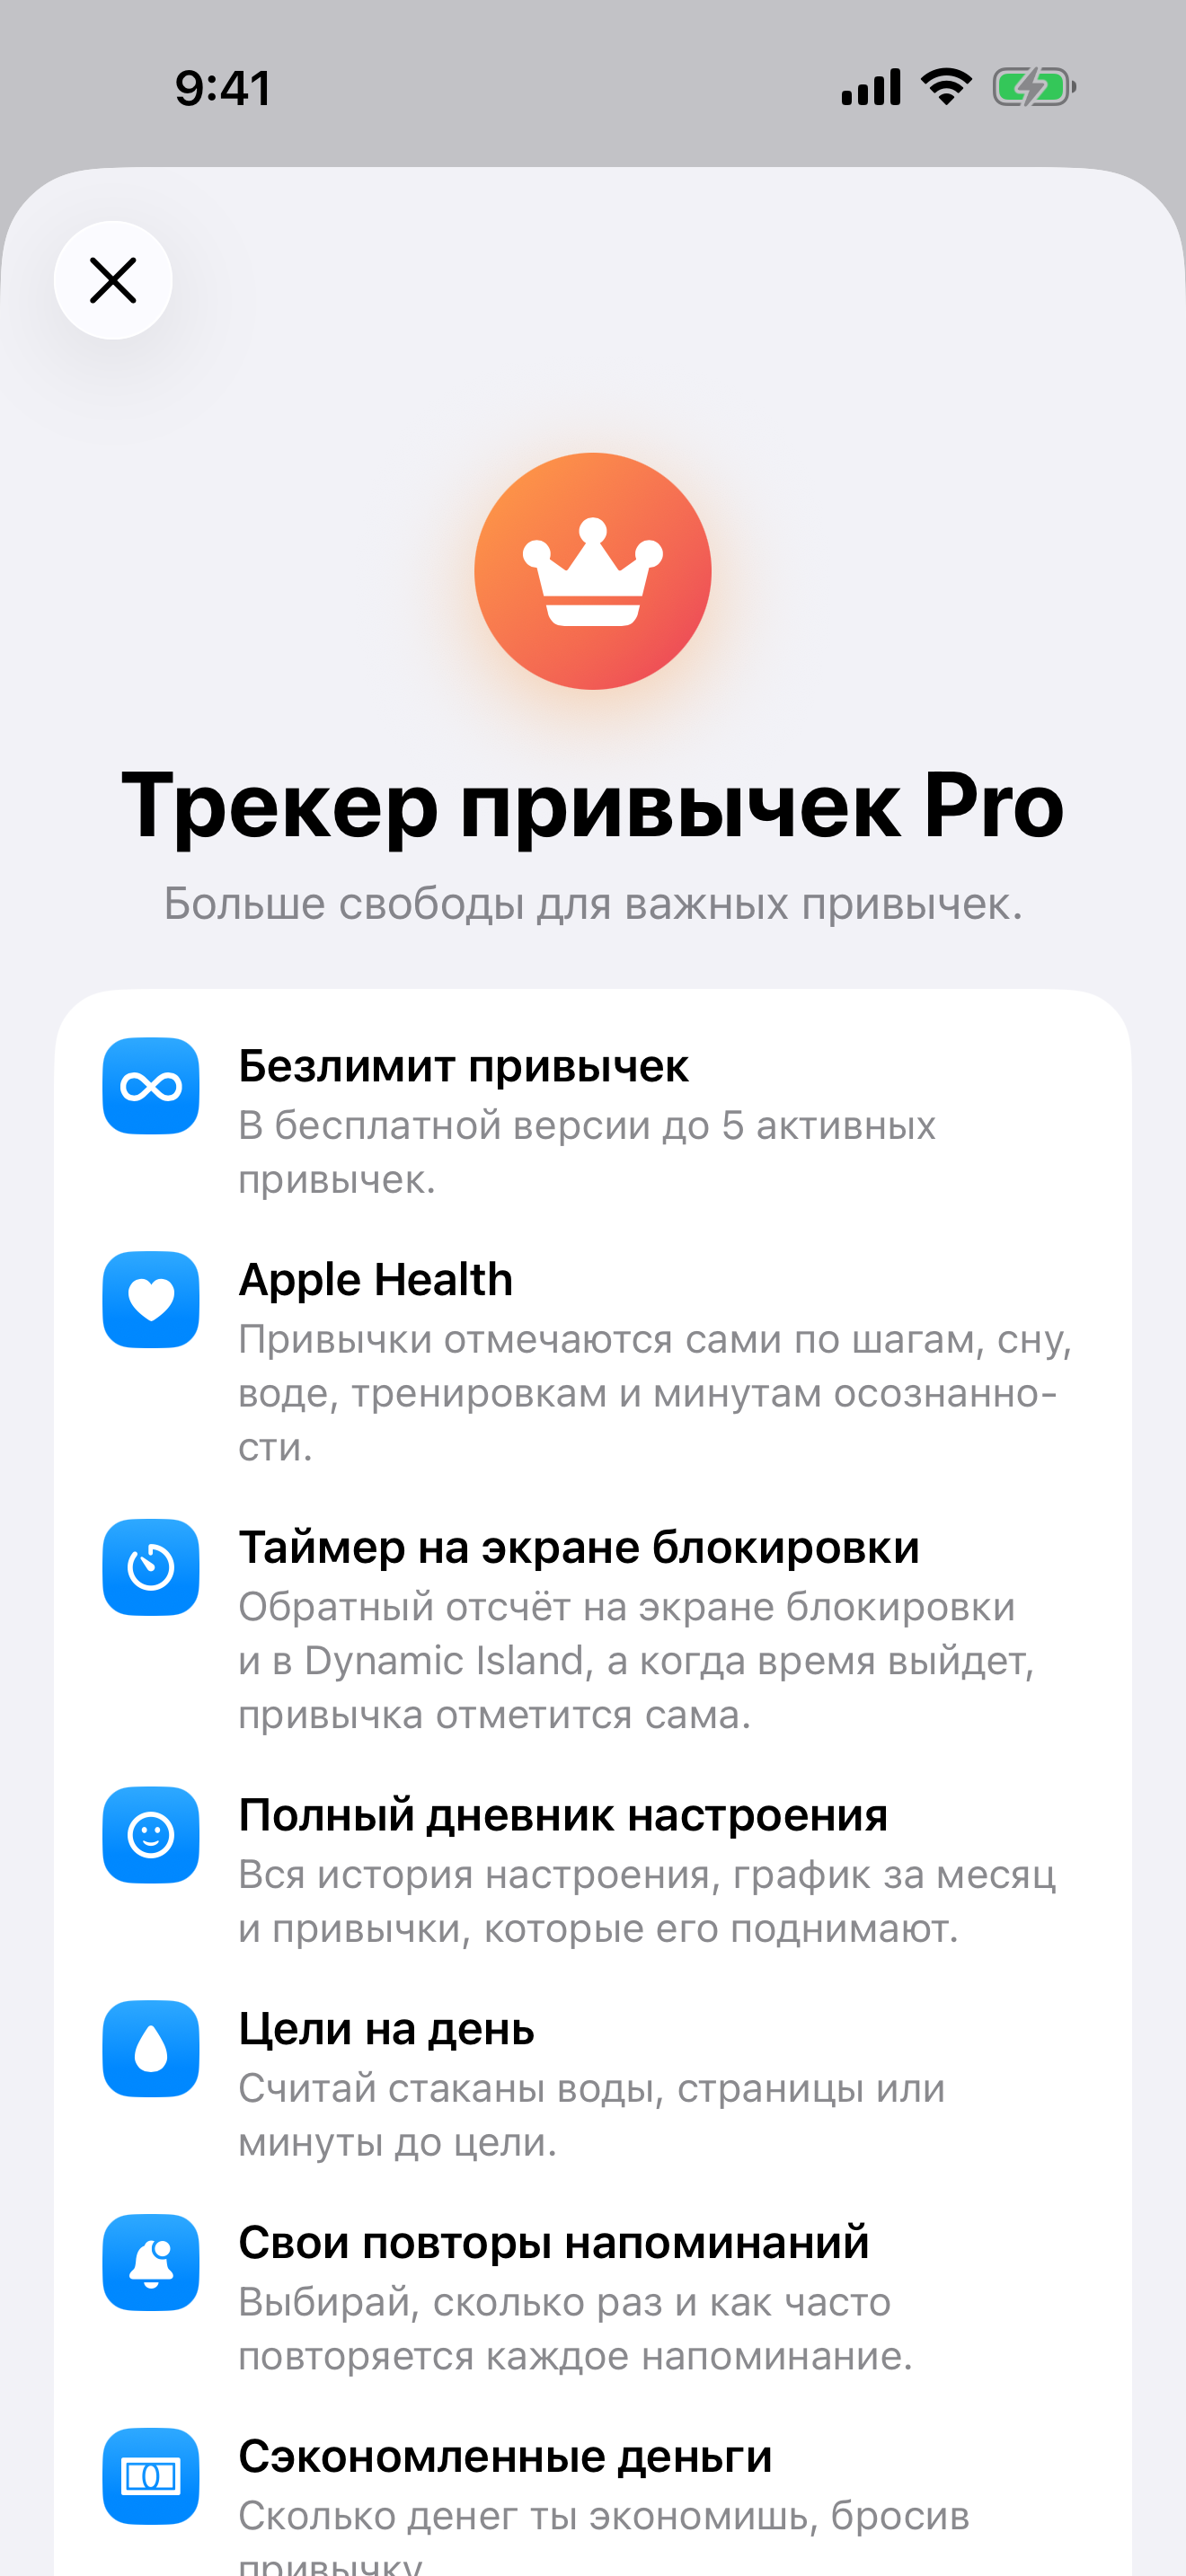 9:41
Трекер привычек Pro
Больше свободы для важных привычек.
Безлимит привычек
В бесплатной версии до 5 активных
привычек.
Apple Health
Привычки отмечаются сами по шагам, сну,
воде, тренировкам и минутам осознанно-
сти.
Таймер на экране блокировки
Обратный отсчёт на экране блокировки
и в Dynamic Island, а когда время выйдет,
привычка отметится сама.
Полный дневник настроения
Вся история настроения, график за месяц
и привычки, которые его поднимают.
Цели на день
Считай стаканы воды, страницы или
минуты до цели.
Свои повторы напоминаний
Выбирай, сколько раз и как часто
повторяется каждое напоминание.
Сэкономленные деньги
Сколько денег ты экономишь, бросив
привычку